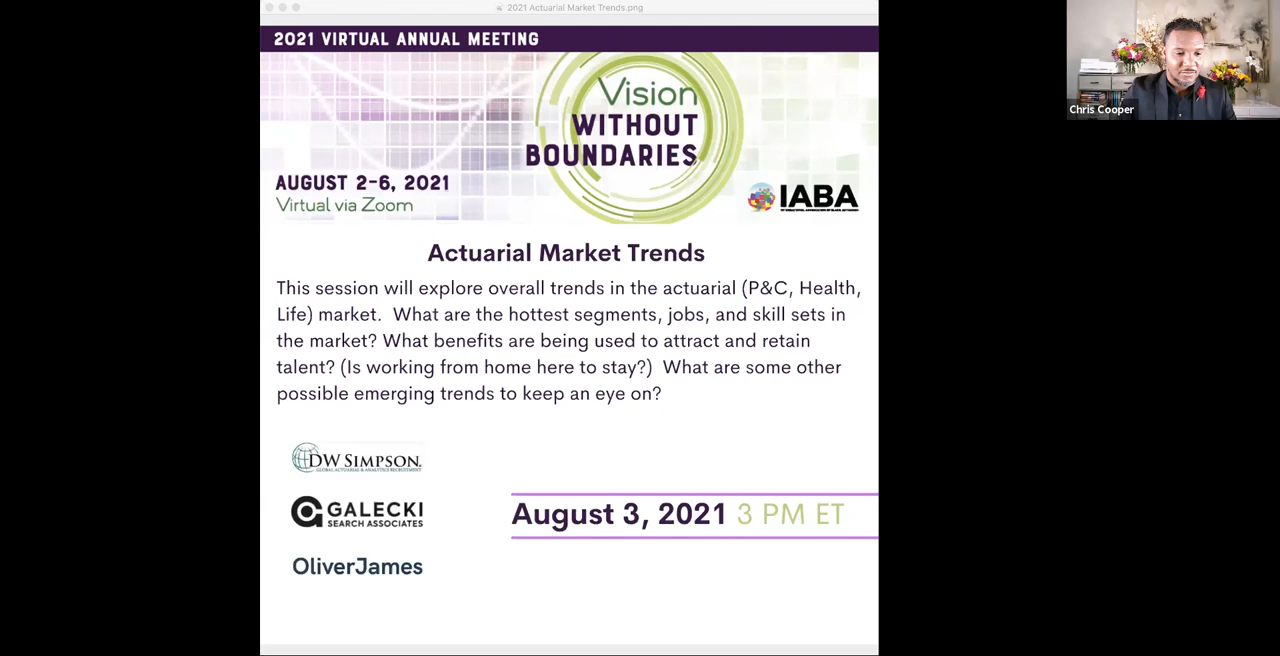 2021 Actuarial Market Trends.png
2021 VIRTUAL ANNUAL MEETING
Vision
WITHOUT
BOUNDARIES
AUGUST 2-6, 2021
Virtual via Zoom
IABA
Chris Cooper
Actuarial Market Trends
This session will explore overall trends in the actuarial (P&C, Health,
Life) market.  What are the hottest segments, jobs, and skill sets in
the market? What benefits are being used to attract and retain
talent? (Is working from home here to stay?)  What are some other
possible emerging trends to keep an eye on?
DW SIMPSON.
GLOBAL ACTUARIAL & ANALYTICS RECRUITMENT
GALECKI
SEARCH ASSOCIATES
August 3, 2021 3 PM ET
OliverJames